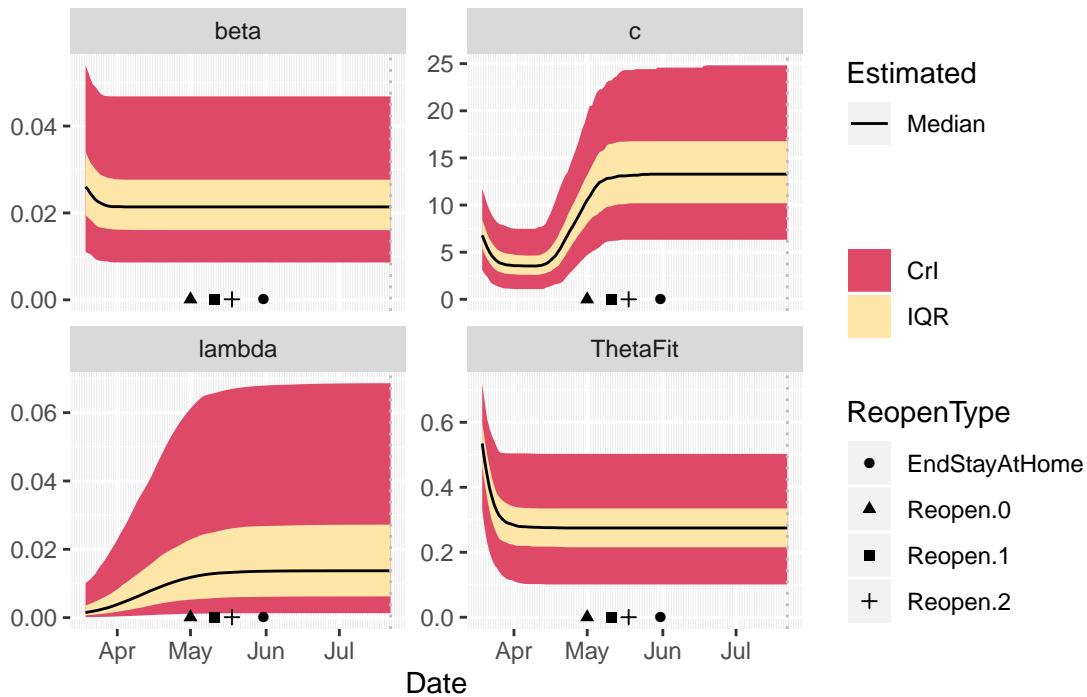 beta
c
0.04
0.02
0.00
25
20
15
10
5
0
lambda
ThetaFit
0.06
0.04
0.02
0.00
0.6
0.4
0.2
0.0
Apr May Jun Jul
Apr May Jun Jul
Date
Estimated
Median
CrI
IQR
ReopenType
EndStayAtHome
Reopen.0
Reopen.1
Reopen.2